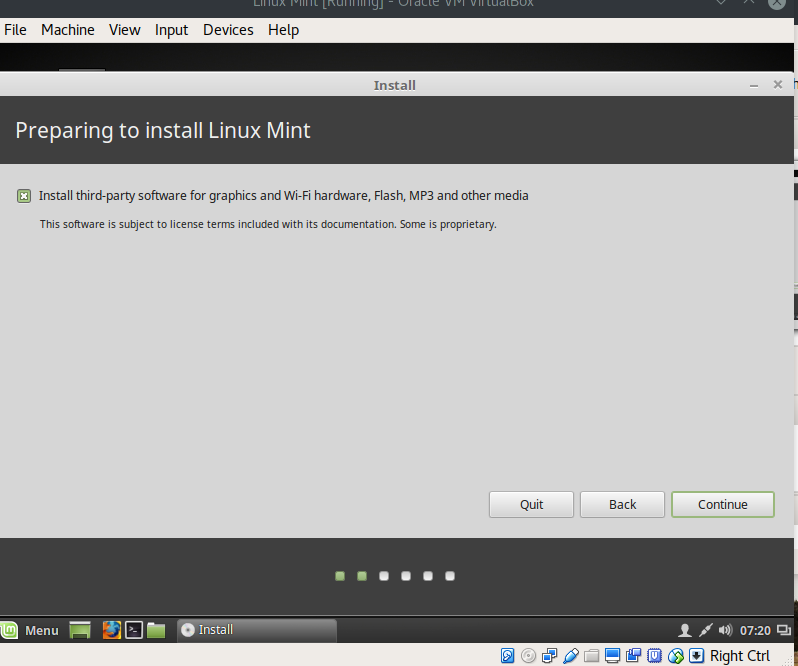 Linux Mint [Running] - Oracle VM VirtualBox
File Machine View Input Devices Help
Install
Preparing to install Linux Mint
Install third-party software for graphics and Wi-Fi hardware, Flash, MP3 and other media
This software is subject to license terms included with its documentation. Some is proprietary.
Quit Back Continue
Menu Install 07:20
Right Ctrl